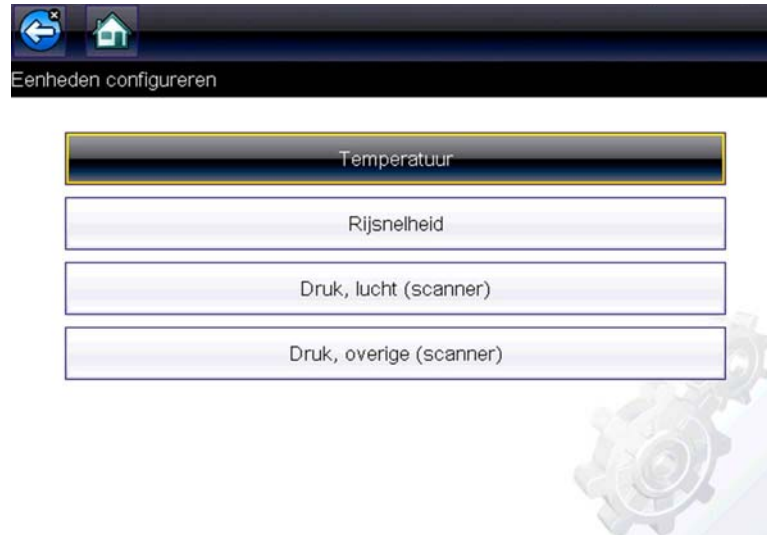 Eenheden configureren
Temperatuur
Rijsnelheid
Druk, lucht (scanner)
Druk, overige (scanner)